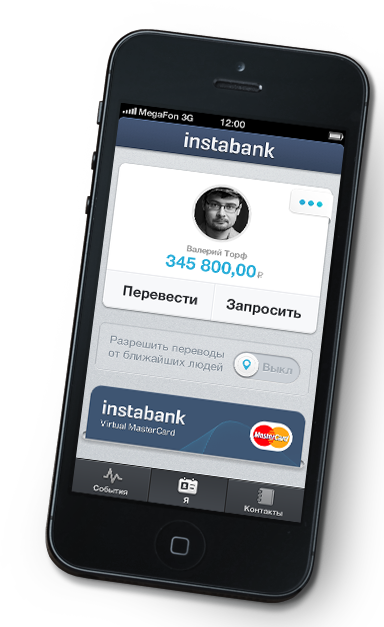 MegaFon 3G 12:00
instabank
Валерий Торф
345 800,00 ₽
Перевести Запросить
Разрешить переводы
от ближайших людей
Выкл
instabank
Virtual MasterCard
MasterCard
События Я Контакты